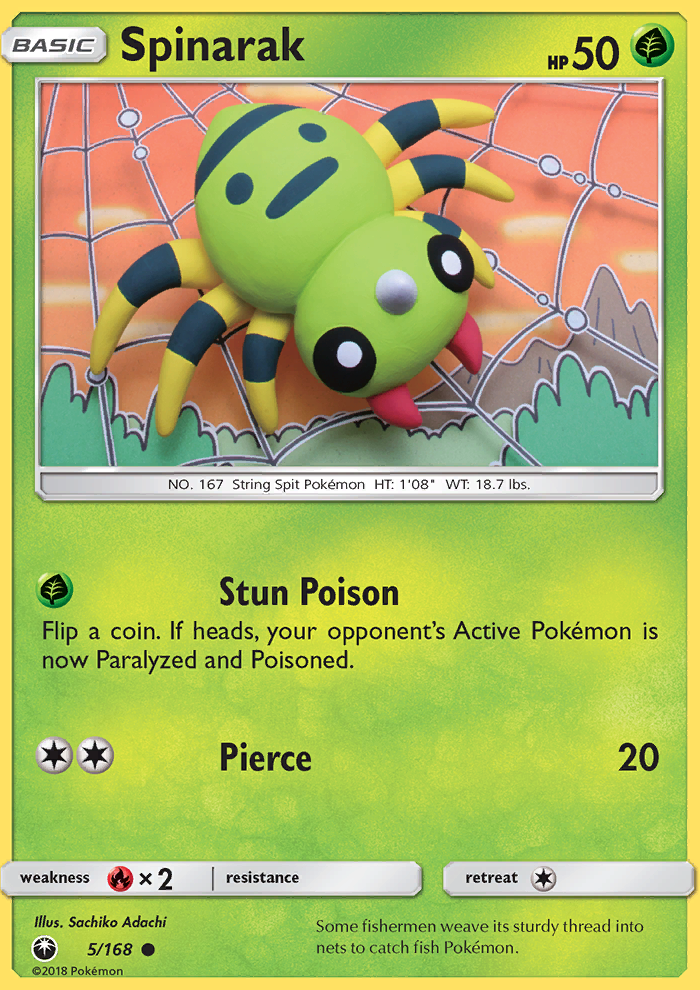 BASIC
Spinarak
HP 50
NO. 167 String Spit Pokémon HT: 1'08" WT: 18.7 lbs.
Stun Poison
Flip a coin. If heads, your opponent's Active Pokémon is
now Paralyzed and Poisoned.
Pierce 20
weakness ×2 resistance retreat
Illus. Sachiko Adachi
5/168
©2018 Pokémon
Some fishermen weave its sturdy thread into
nets to catch fish Pokémon.